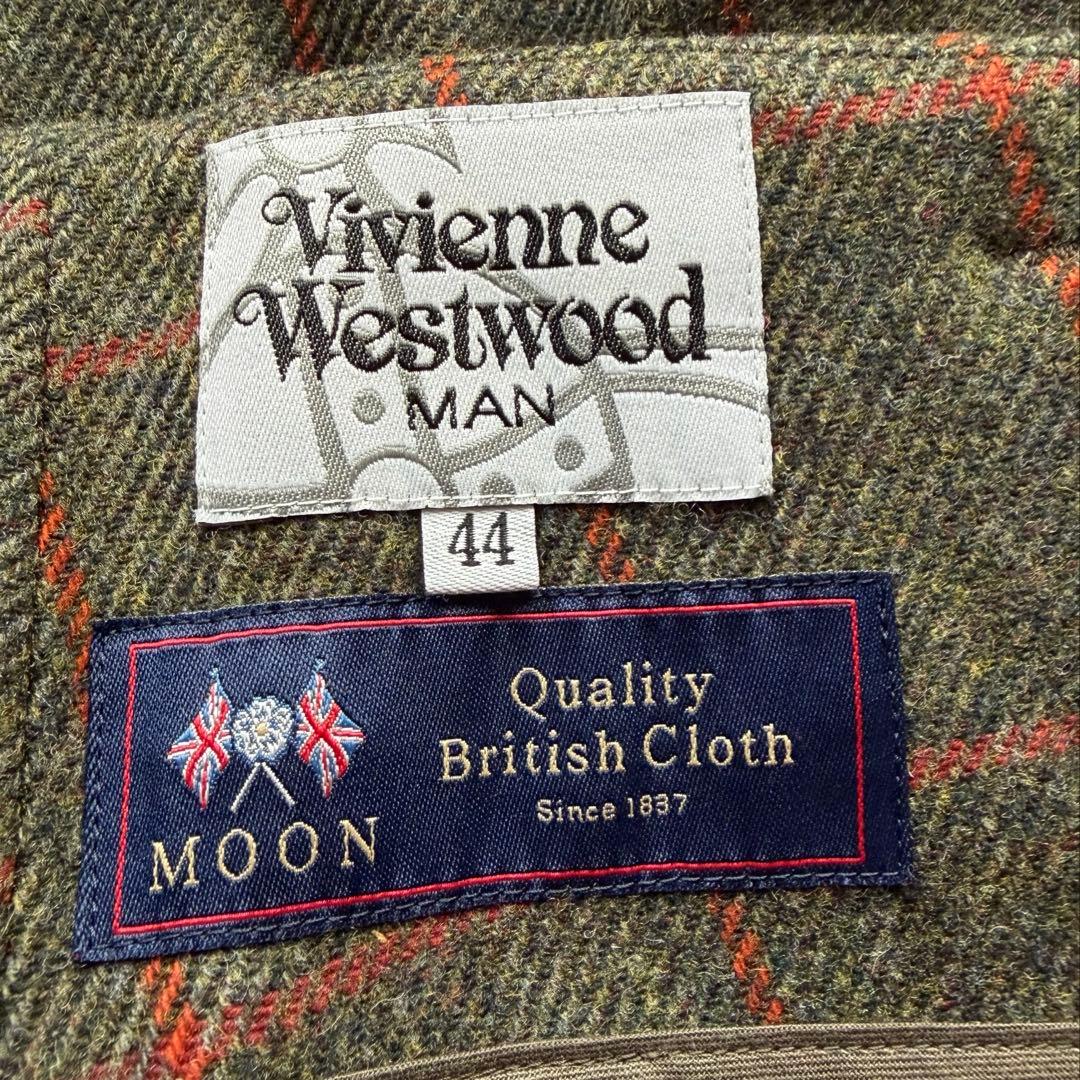 Vivienne
Westwood
MAN
44
Quality
British Cloth
Since 1837
MOON